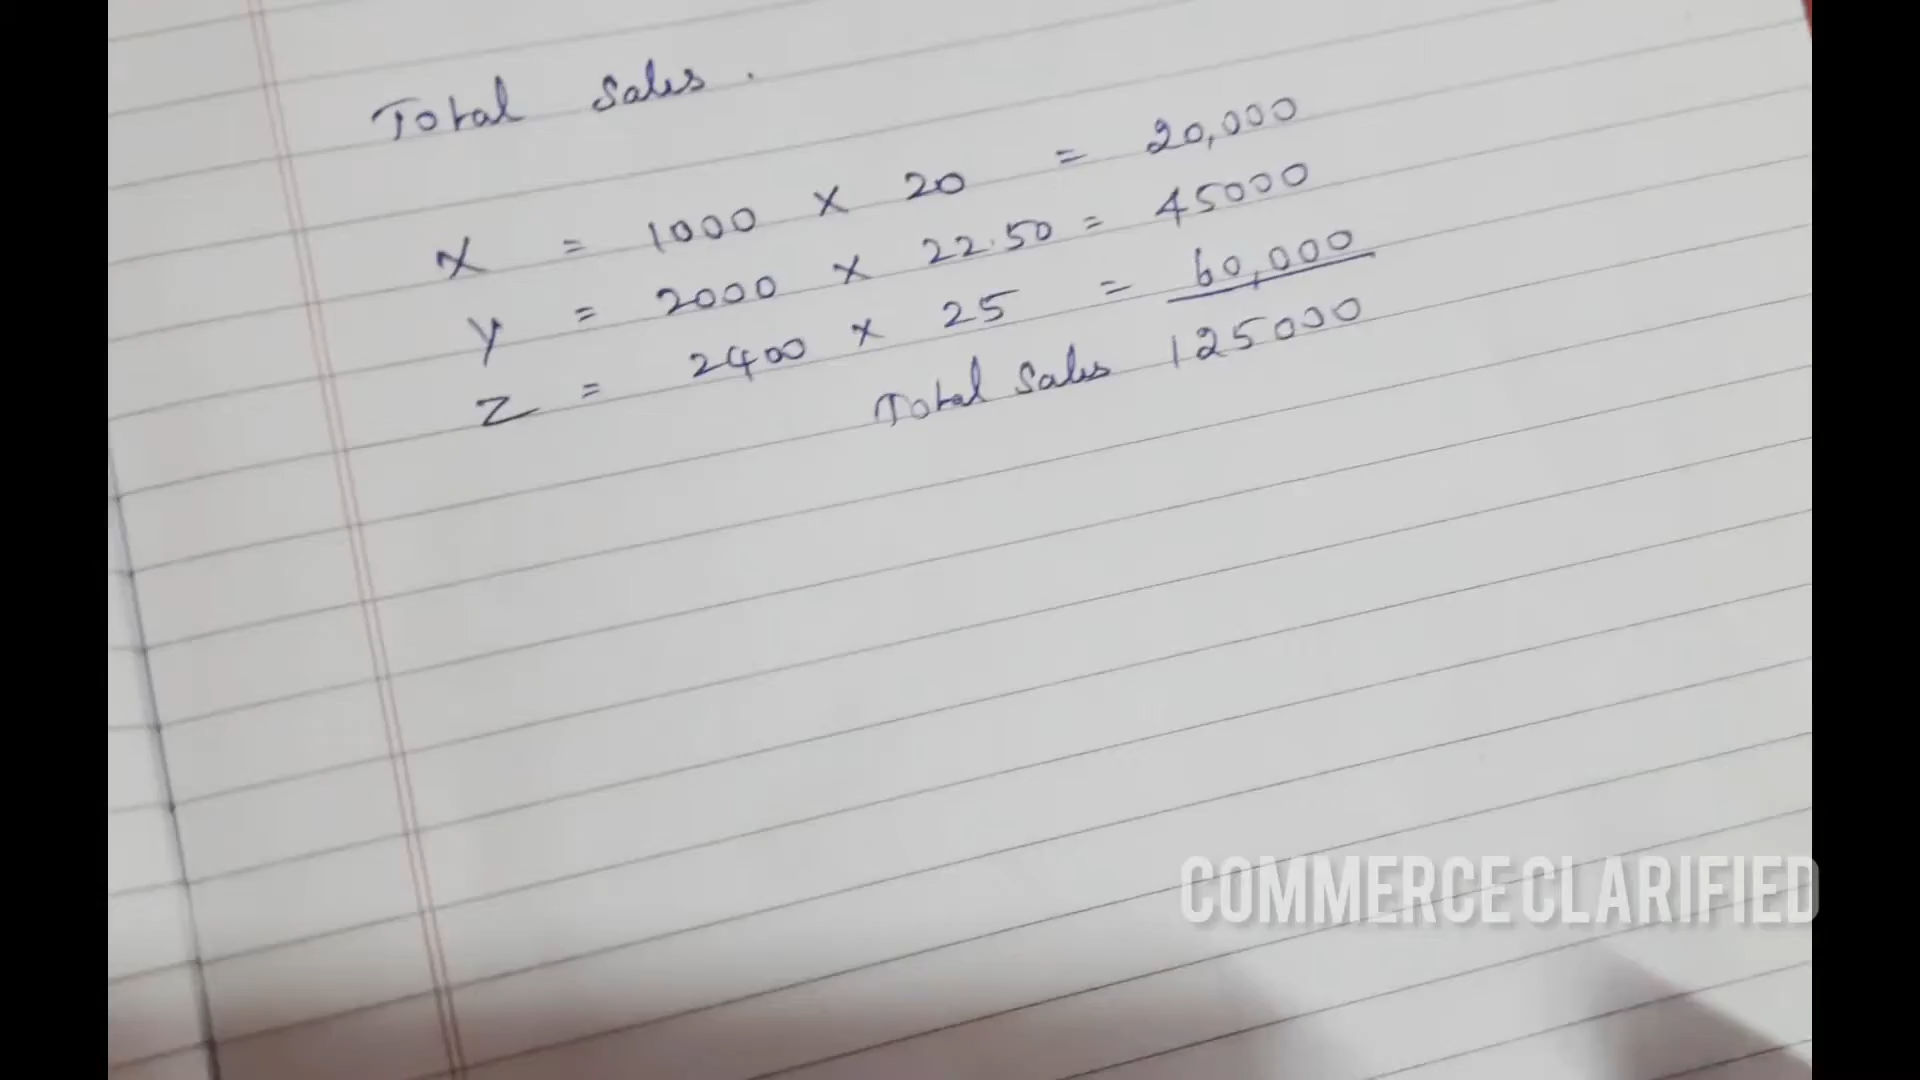 Total Sales.
X = 1000 x 20 = 20,000
Y = 2000 x 22.50 = 45000
Z = 2400 x 25 = 60,000
Total Sales 125000
COMMERCE CLARIFIED